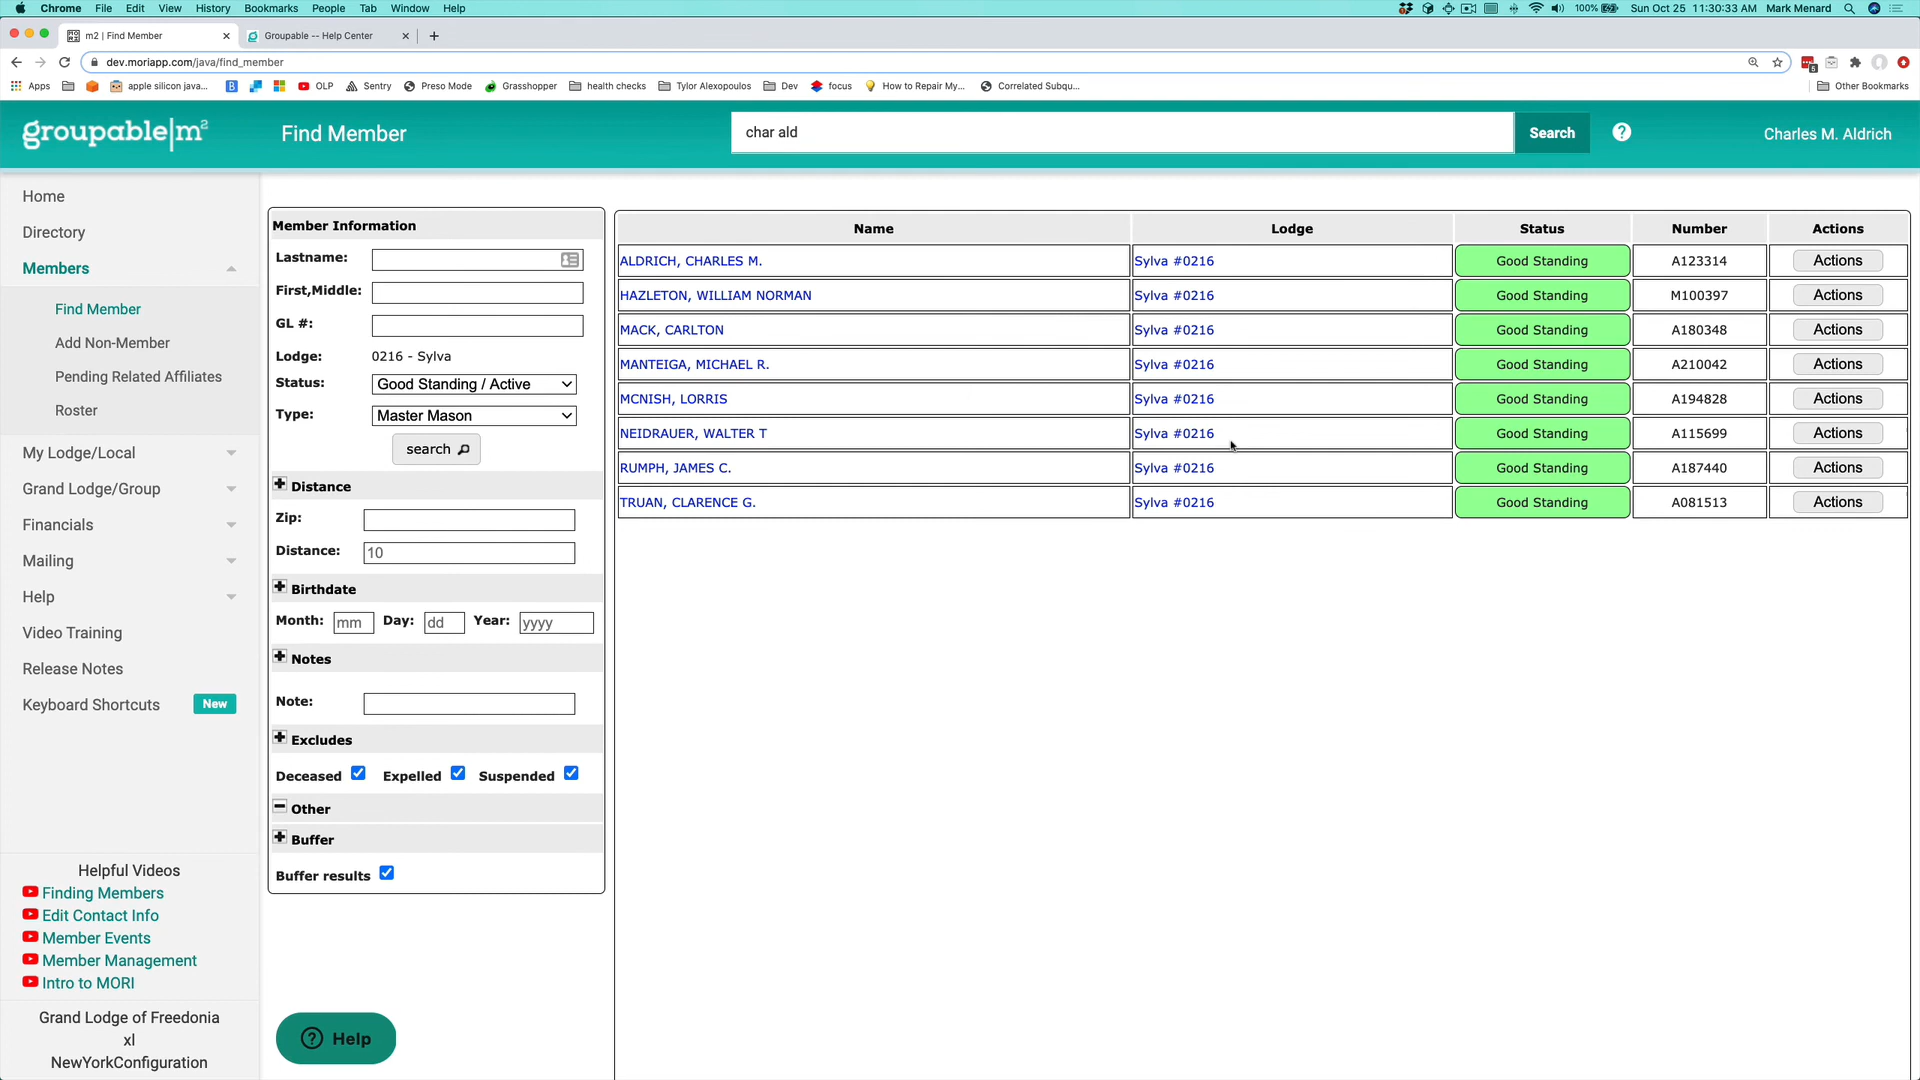 Chrome File Edit View History Bookmarks People Tab Window Help 100% Sun Oct 25 11:30:33 AM Mark Menard
m2 | Find Member Groupable -- Help Center
dev.moriapp.com/java/find_member
Apps apple silicon java... OLP Sentry Preso Mode Grasshopper health checks Tylor Alexopoulos Dev focus How to Repair My... Correlated Subqu... Other Bookmarks
groupable|m² Find Member char ald Search ? Charles M. Aldrich
Home
Directory
Members
Find Member
Add Non-Member
Pending Related Affiliates
Roster
My Lodge/Local
Grand Lodge/Group
Financials
Mailing
Help
Video Training
Release Notes
Keyboard Shortcuts New
Helpful Videos
Finding Members
Edit Contact Info
Member Events
Member Management
Intro to MORI
Grand Lodge of Freedonia
xl
NewYorkConfiguration
Member Information
Lastname:
First,Middle:
GL #:
Lodge: 0216 - Sylva
Status: Good Standing / Active
Type: Master Mason
search
Distance
Zip:
Distance: 10
Birthdate
Month: mm Day: dd Year: yyyy
Notes
Note:
Excludes
Deceased Expelled Suspended
Other
Buffer
Buffer results
? Help
Name Lodge Status Number Actions
ALDRICH, CHARLES M. Sylva #0216 Good Standing A123314 Actions
HAZLETON, WILLIAM NORMAN Sylva #0216 Good Standing M100397 Actions
MACK, CARLTON Sylva #0216 Good Standing A180348 Actions
MANTEIGA, MICHAEL R. Sylva #0216 Good Standing A210042 Actions
MCNISH, LORRIS Sylva #0216 Good Standing A194828 Actions
NEIDRAUER, WALTER T Sylva #0216 Good Standing A115699 Actions
RUMPH, JAMES C. Sylva #0216 Good Standing A187440 Actions
TRUAN, CLARENCE G. Sylva #0216 Good Standing A081513 Actions